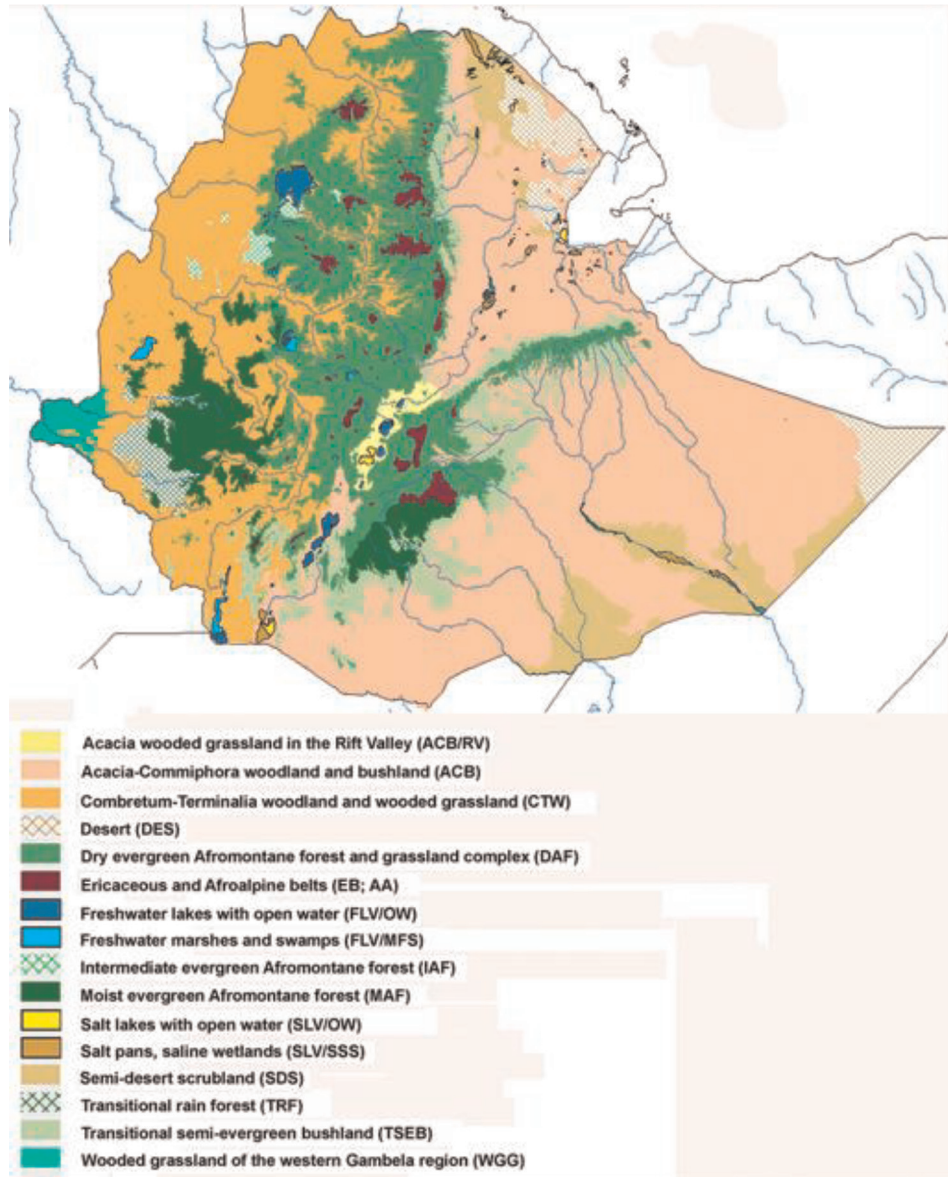 Acacia wooded grassland in the Rift Valley (ACB/RV)
Acacia-Commiphora woodland and bushland (ACB)
Combretum-Terminalia woodland and wooded grassland (CTW)
Desert (DES)
Dry evergreen Afromontane forest and grassland complex (DAF)
Ericaceous and Afroalpine belts (EB; AA)
Freshwater lakes with open water (FLV/OW)
Freshwater marshes and swamps (FLV/MFS)
Intermediate evergreen Afromontane forest (IAF)
Moist evergreen Afromontane forest (MAF)
Salt lakes with open water (SLV/OW)
Salt pans, saline wetlands (SLV/SSS)
Semi-desert scrubland (SDS)
Transitional rain forest (TRF)
Transitional semi-evergreen bushland (TSEB)
Wooded grassland of the western Gambela region (WGG)